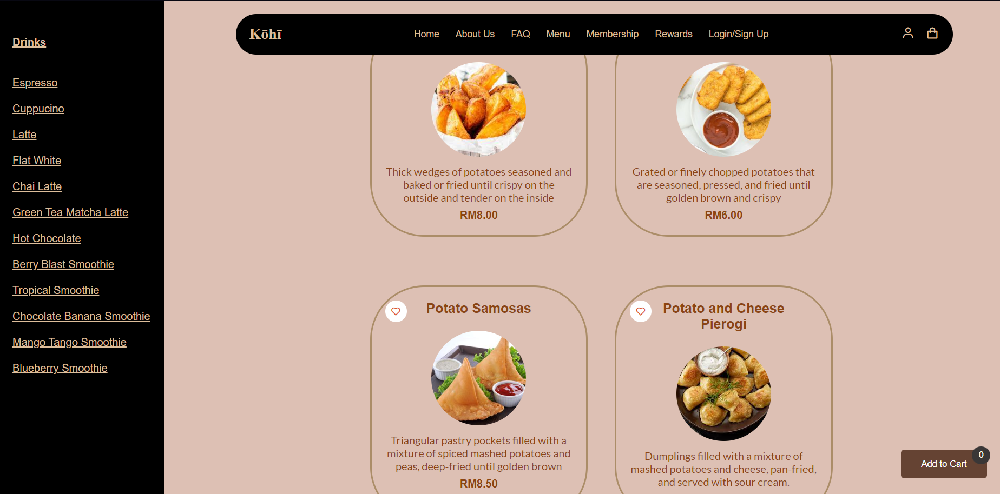 Kōhī
Home
About Us
FAQ
Menu
Membership
Rewards
Login/Sign Up
Drinks
Espresso
Cuppucino
Latte
Flat White
Chai Latte
Green Tea Matcha Latte
Hot Chocolate
Berry Blast Smoothie
Tropical Smoothie
Chocolate Banana Smoothie
Mango Tango Smoothie
Blueberry Smoothie
Thick wedges of potatoes seasoned and
baked or fried until crispy on the
outside and tender on the inside
RM8.00
Grated or finely chopped potatoes that
are seasoned, pressed, and fried until
golden brown and crispy
RM6.00
Potato Samosas
Triangular pastry pockets filled with a
mixture of spiced mashed potatoes and
peas, deep-fried until golden brown
RM8.50
Potato and Cheese
Pierogi
Dumplings filled with a mixture of
mashed potatoes and cheese, pan-fried,
and served with sour cream.
Add to Cart
0